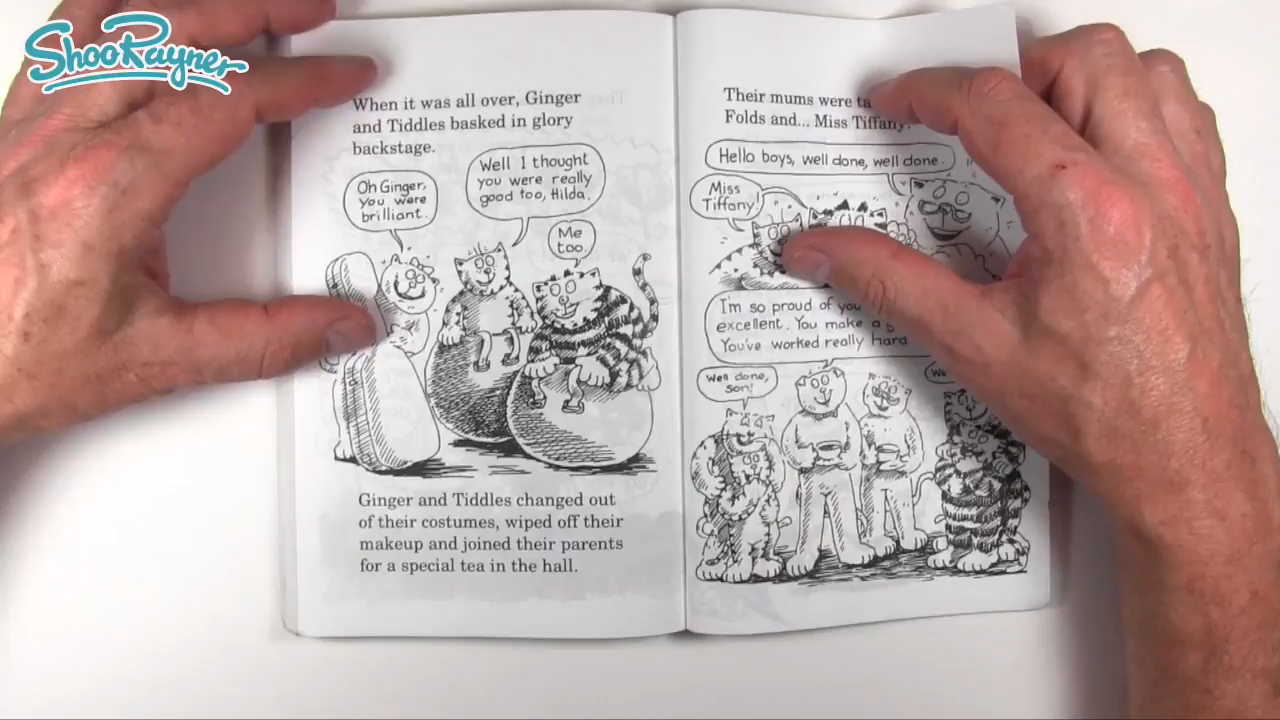 ShooRayner
When it was all over, Ginger
and Tiddles basked in glory
backstage.
Oh Ginger,
You were
brilliant.
Well I thought
you were really
good too, Hilda.
Me
too.
Ginger and Tiddles changed out
of their costumes, wiped off their
makeup and joined their parents
for a special tea in the hall.
Their mums were
Folds and... Miss Tiffany.
Hello boys, well done, well done.
Miss
Tiffany!
I'm so proud of you
excellent. You make a
You've worked really hard
Well done,
son!